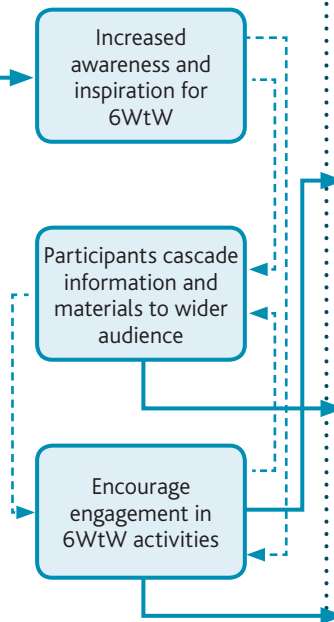 Increased
awareness and
inspiration for
6WtW
Participants cascade
information and
materials to wider
audience
Encourage
engagement in
6WtW activities